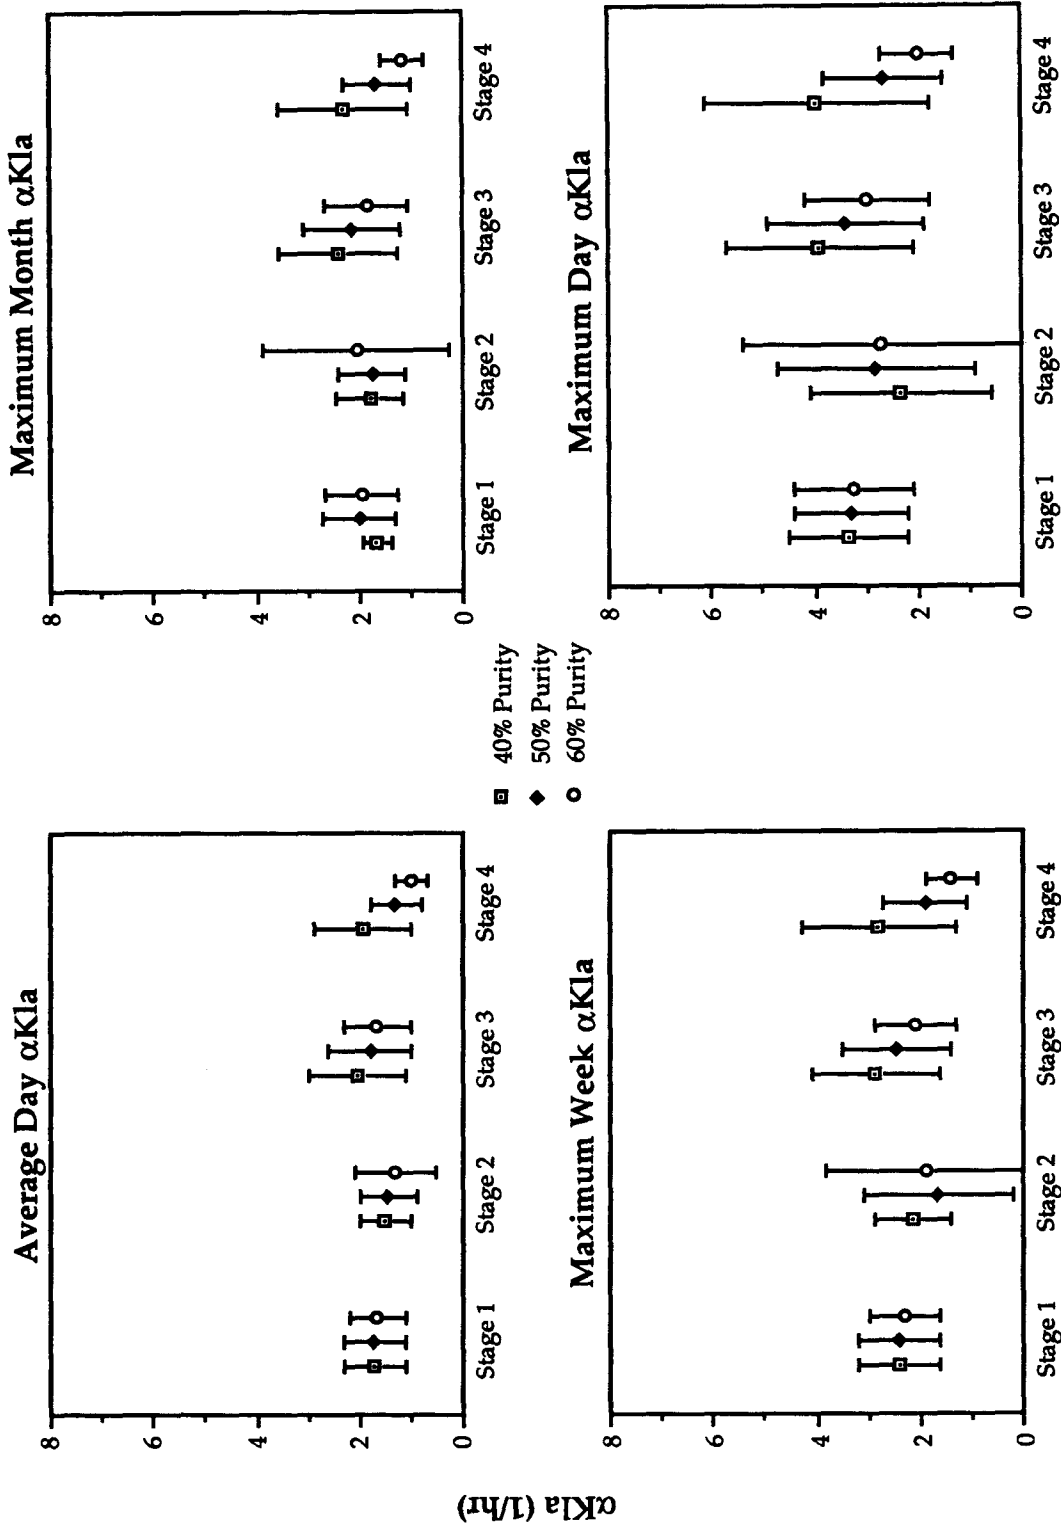 Average Day αKla
8
6
4
2
0
Stage 1
Stage 2
Stage 3
Stage 4
Maximum Month αKla
8
6
4
2
0
Stage 1
Stage 2
Stage 3
Stage 4
40% Purity
50% Purity
60% Purity
Maximum Week αKla
8
6
4
2
0
Stage 1
Stage 2
Stage 3
Stage 4
Maximum Day αKla
8
6
4
2
0
Stage 1
Stage 2
Stage 3
Stage 4
αKla (1/hr)